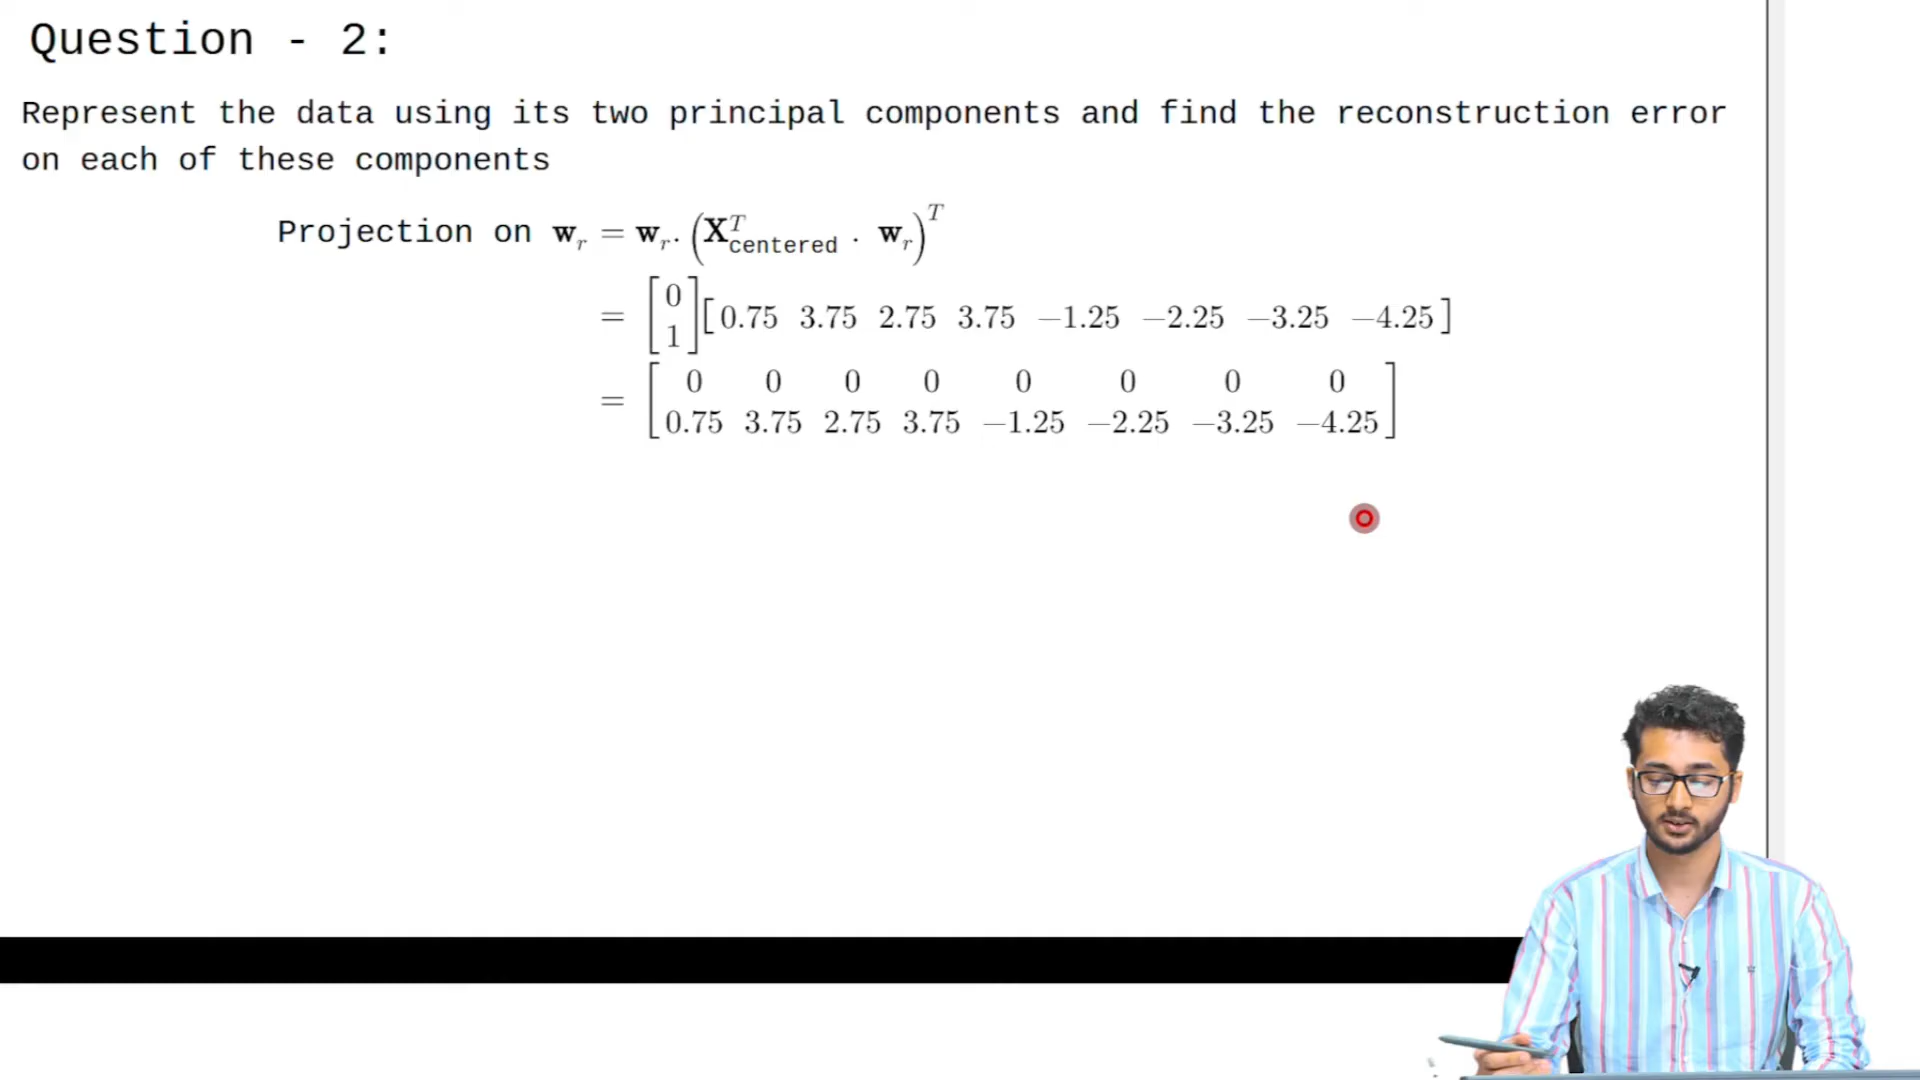 Question - 2:
Represent the data using its two principal components and find the reconstruction error
on each of these components
Projection on w_r = w_r. (X^T_centered . w_r)^T
= [0 1] [0.75 3.75 2.75 3.75 −1.25 −2.25 −3.25 −4.25]
= [0 0 0 0 0 0 0 0
0.75 3.75 2.75 3.75 −1.25 −2.25 −3.25 −4.25]